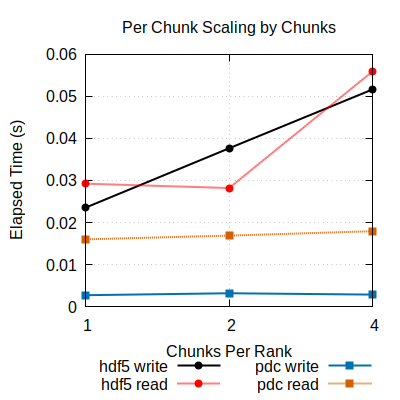 Per Chunk Scaling by Chunks
0.06
0.05
0.04
0.03
0.02
0.01
0
Elapsed Time (s)
1 2 4
Chunks Per Rank
hdf5 write pdc write
hdf5 read pdc read